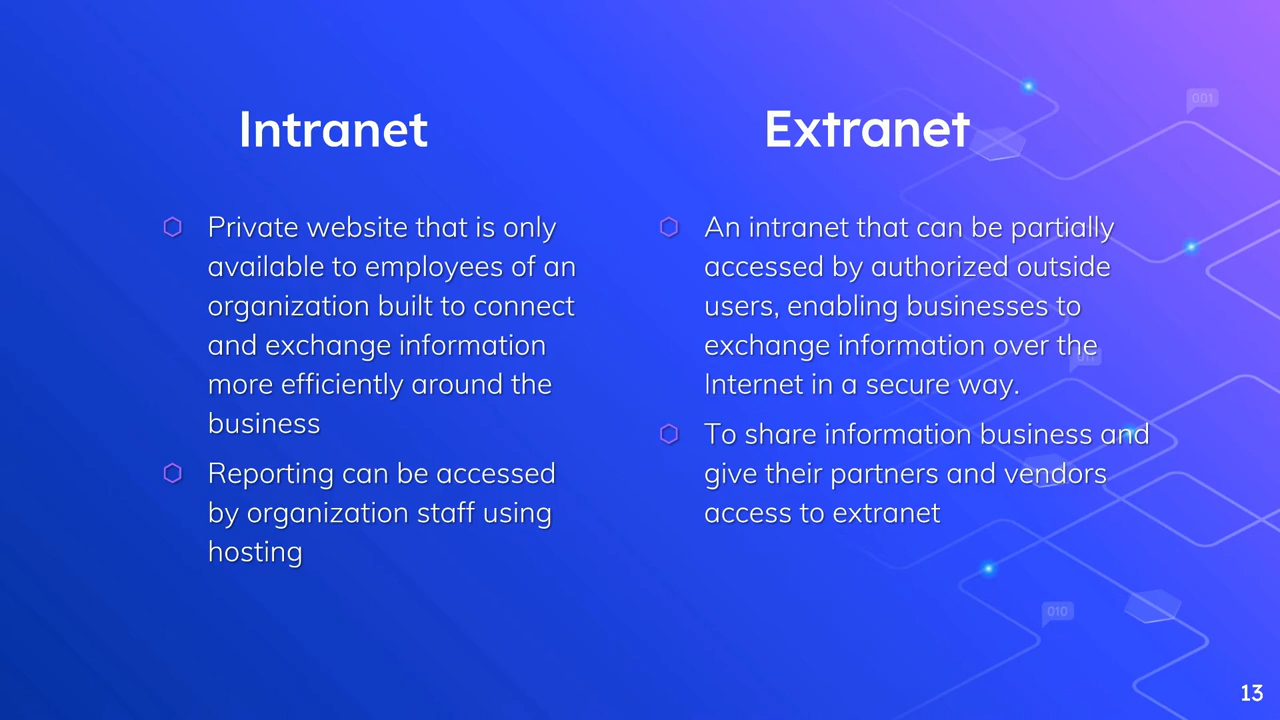 Intranet
Private website that is only
available to employees of an
organization built to connect
and exchange information
more efficiently around the
business
Reporting can be accessed
by organization staff using
hosting
Extranet
An intranet that can be partially
accessed by authorized outside
users, enabling businesses to
exchange information over the
Internet in a secure way.
To share information business and
give their partners and vendors
access to extranet
001
010
13